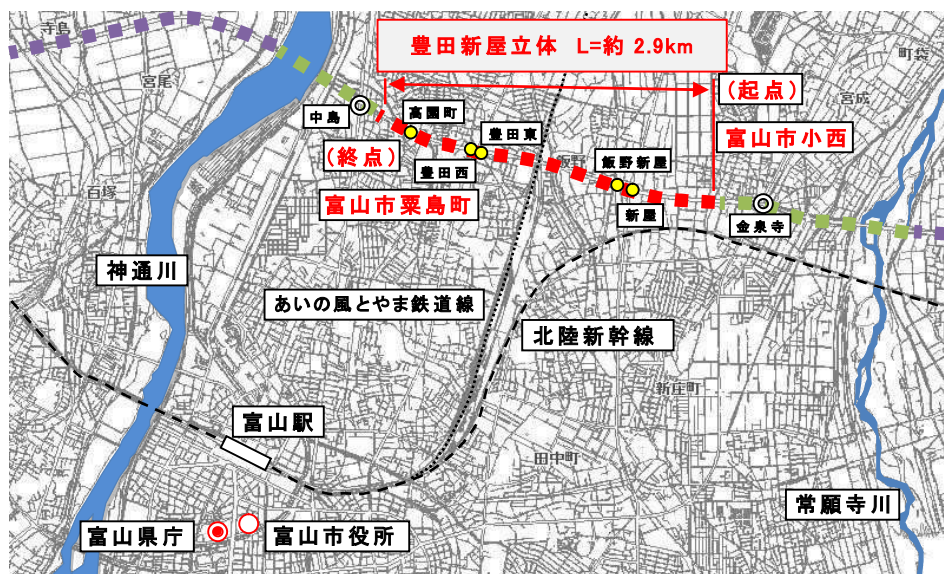 寺島
宮尾
百塚
町袋
宮成
豊田新屋立体 L=約 2.9km
(起点)
富山市小西
中島
高園町
豊田東
飯野
飯野新屋
(終点)
豊田西
富山市粟島町
新屋
金泉寺
神通川
あいの風とやま鉄道線
北陸新幹線
新庄町
富山駅
田中町
常願寺川
富山県庁
富山市役所